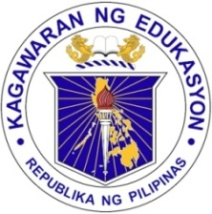 KAGAWARAN NG EDUKASYON
REPUBLIKA NG PILIPINAS